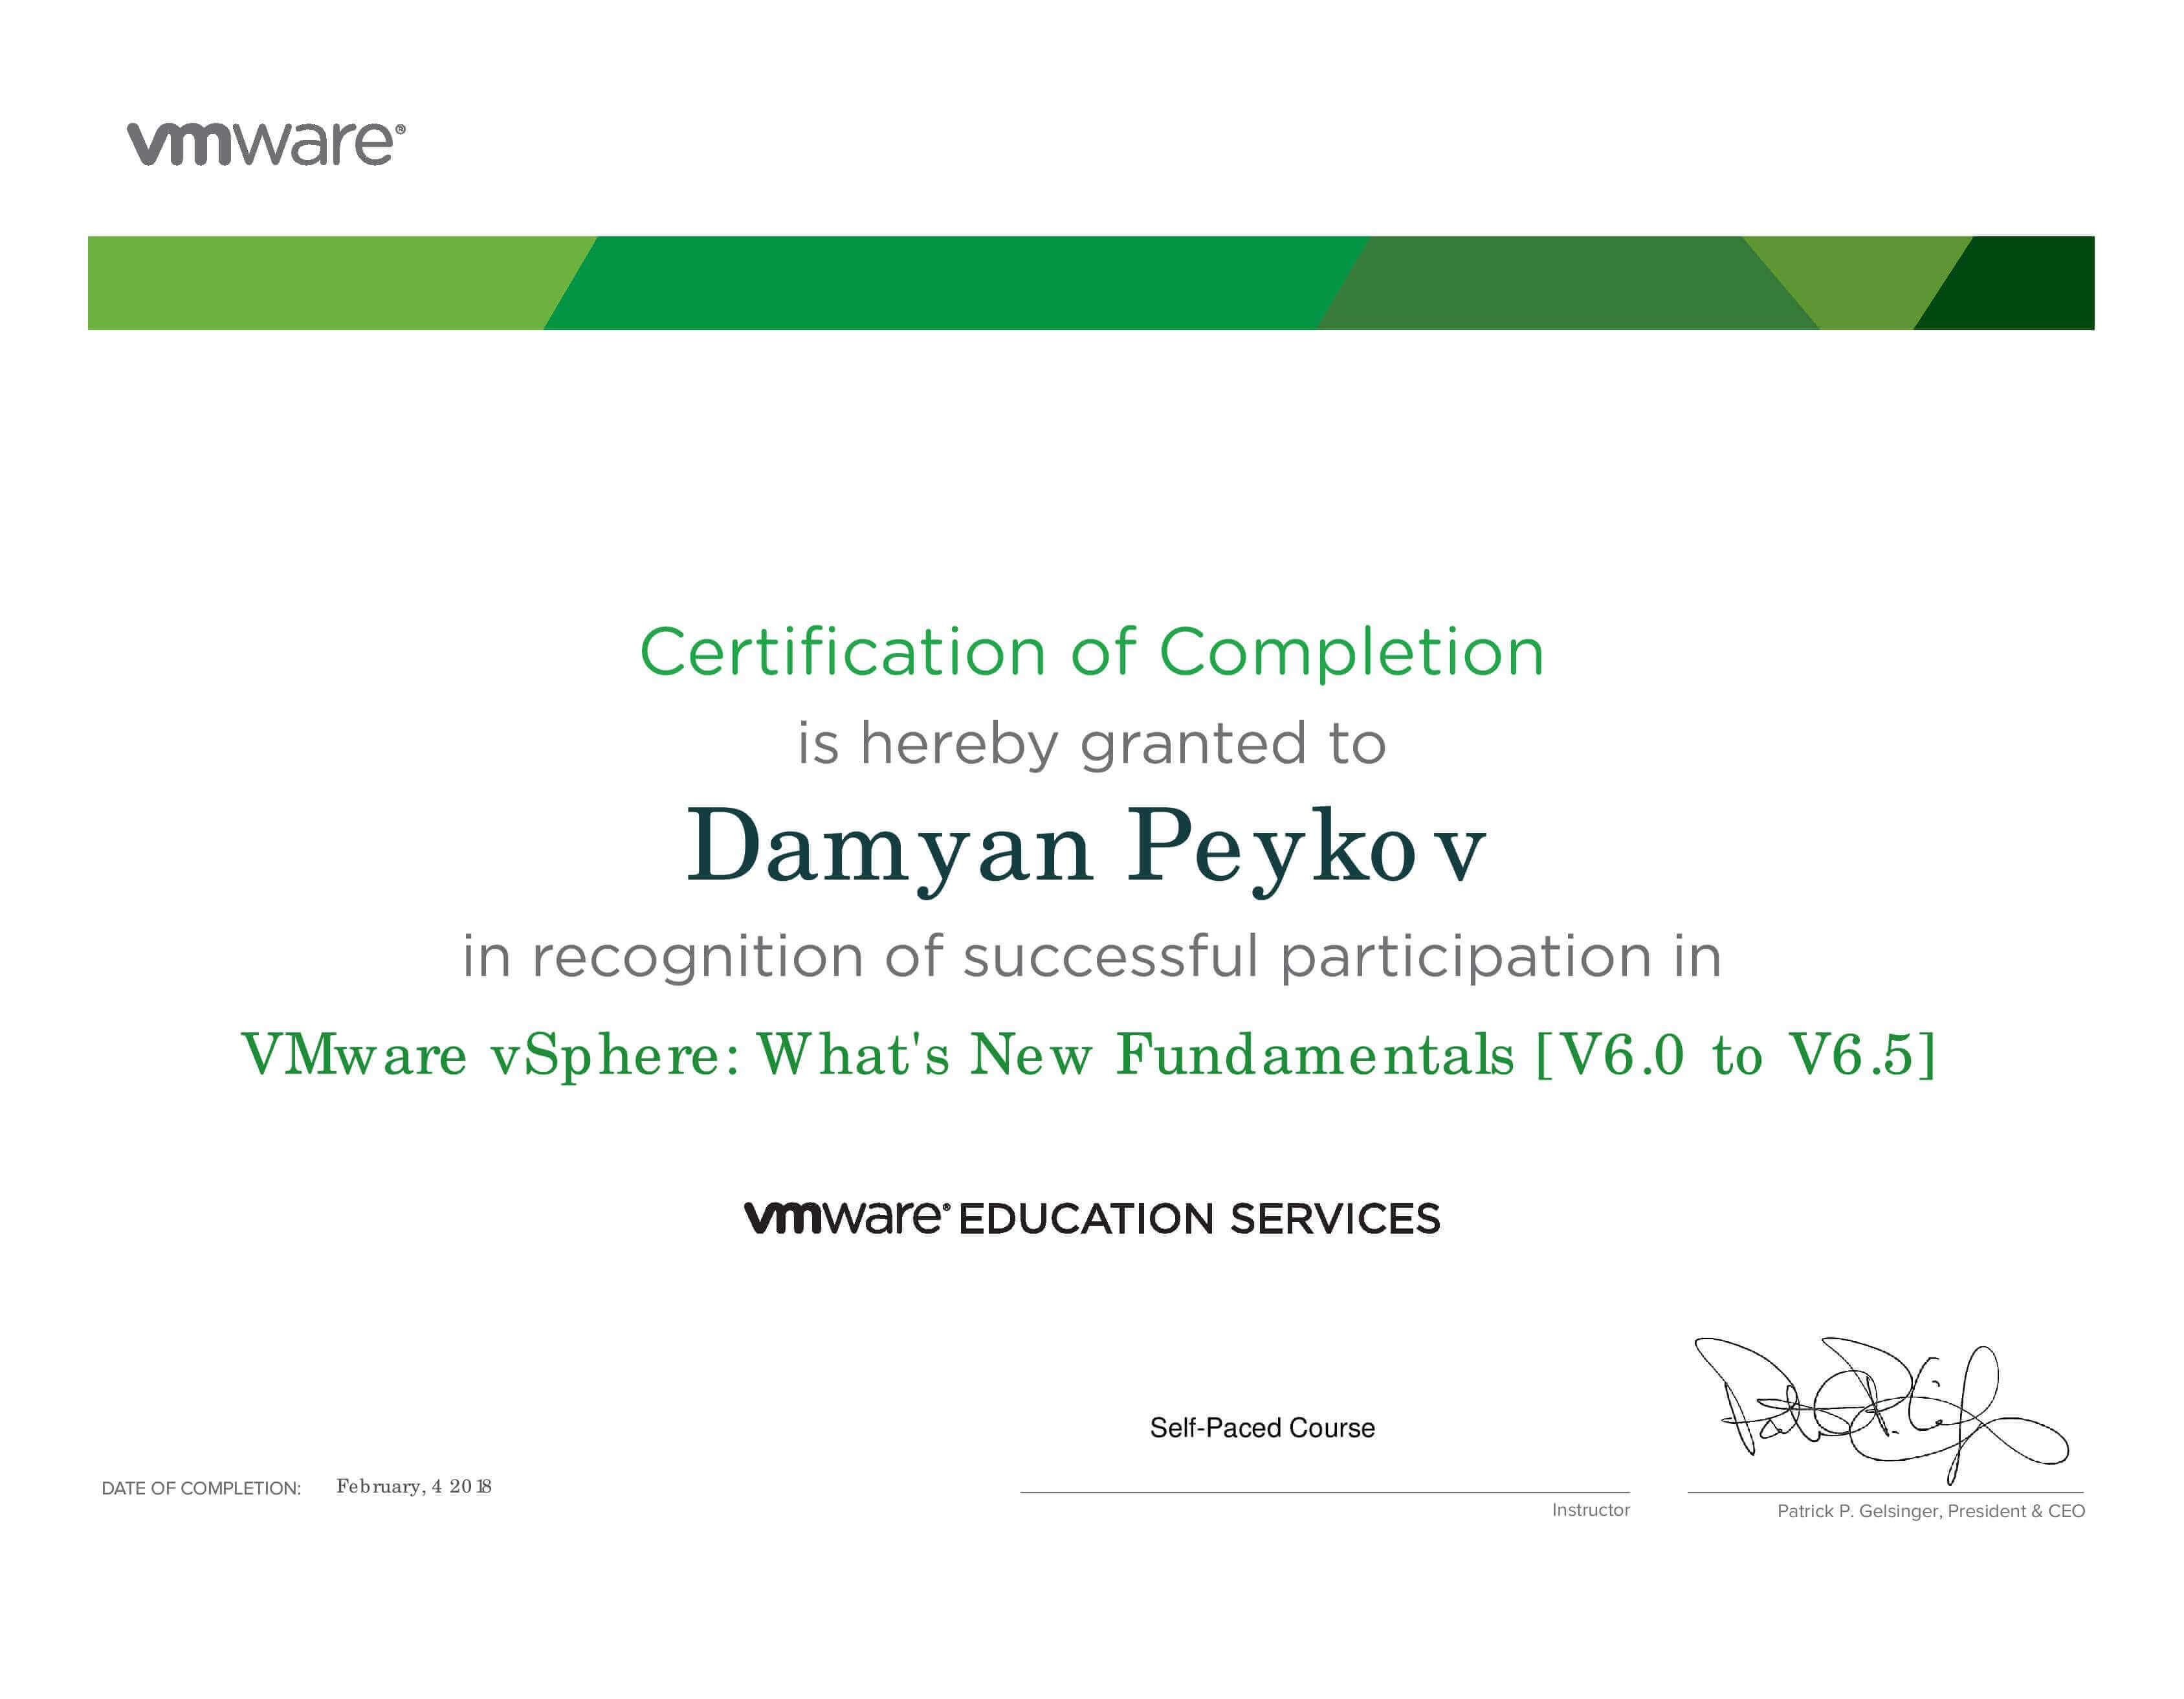 vmware®
Certification of Completion
is hereby granted to
Damyan Peykov
in recognition of successful participation in
VMware vSphere: What's New Fundamentals [V6.0 to V6.5]
vmware® EDUCATION SERVICES
Self-Paced Course
DATE OF COMPLETION: February, 4 2018
Instructor
Patrick P. Gelsinger, President & CEO